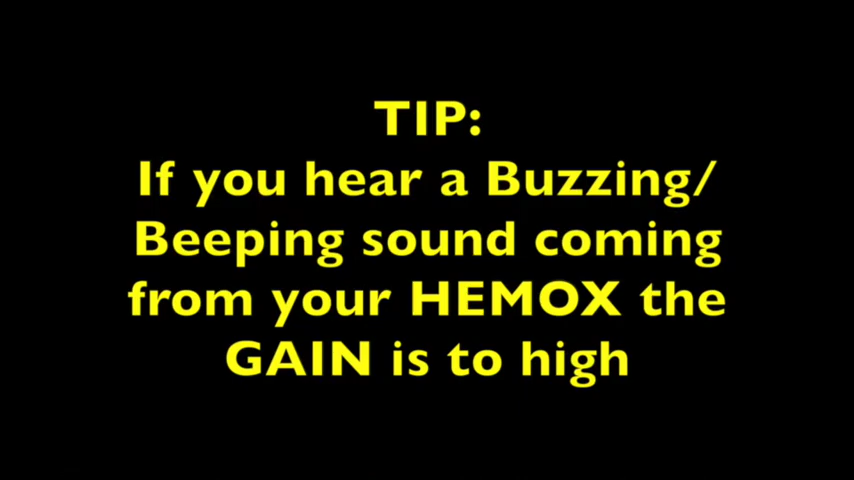 TIP:
If you hear a Buzzing/
Beeping sound coming
from your HEMOX the
GAIN is to high